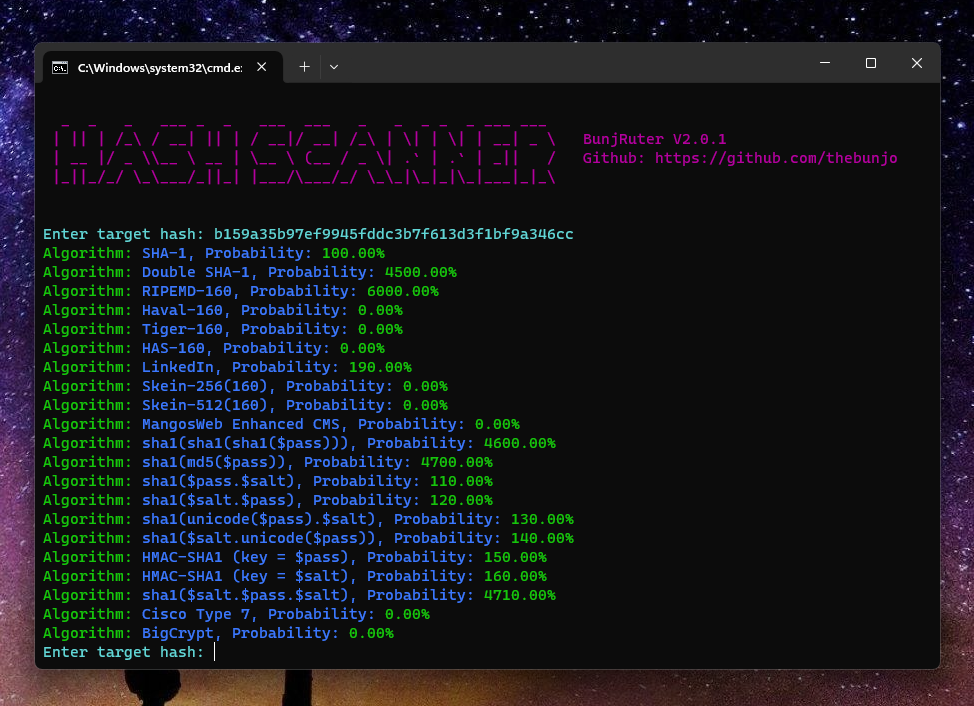 C:\Windows\system32\cmd.e:
HASH SCANNER
BunjRuter V2.0.1
Github: https://github.com/thebunjo
Enter target hash: b159a35b97ef9945fddc3b7f613d3f1bf9a346cc
Algorithm: SHA-1, Probability: 100.00%
Algorithm: Double SHA-1, Probability: 4500.00%
Algorithm: RIPEMD-160, Probability: 6000.00%
Algorithm: Haval-160, Probability: 0.00%
Algorithm: Tiger-160, Probability: 0.00%
Algorithm: HAS-160, Probability: 0.00%
Algorithm: LinkedIn, Probability: 190.00%
Algorithm: Skein-256(160), Probability: 0.00%
Algorithm: Skein-512(160), Probability: 0.00%
Algorithm: MangosWeb Enhanced CMS, Probability: 0.00%
Algorithm: sha1(sha1(sha1($pass))), Probability: 4600.00%
Algorithm: sha1(md5($pass)), Probability: 4700.00%
Algorithm: sha1($pass.$salt), Probability: 110.00%
Algorithm: sha1($salt.$pass), Probability: 120.00%
Algorithm: sha1(unicode($pass).$salt), Probability: 130.00%
Algorithm: sha1($salt.unicode($pass)), Probability: 140.00%
Algorithm: HMAC-SHA1 (key = $pass), Probability: 150.00%
Algorithm: HMAC-SHA1 (key = $salt), Probability: 160.00%
Algorithm: sha1($salt.$pass.$salt), Probability: 4710.00%
Algorithm: Cisco Type 7, Probability: 0.00%
Algorithm: BigCrypt, Probability: 0.00%
Enter target hash: